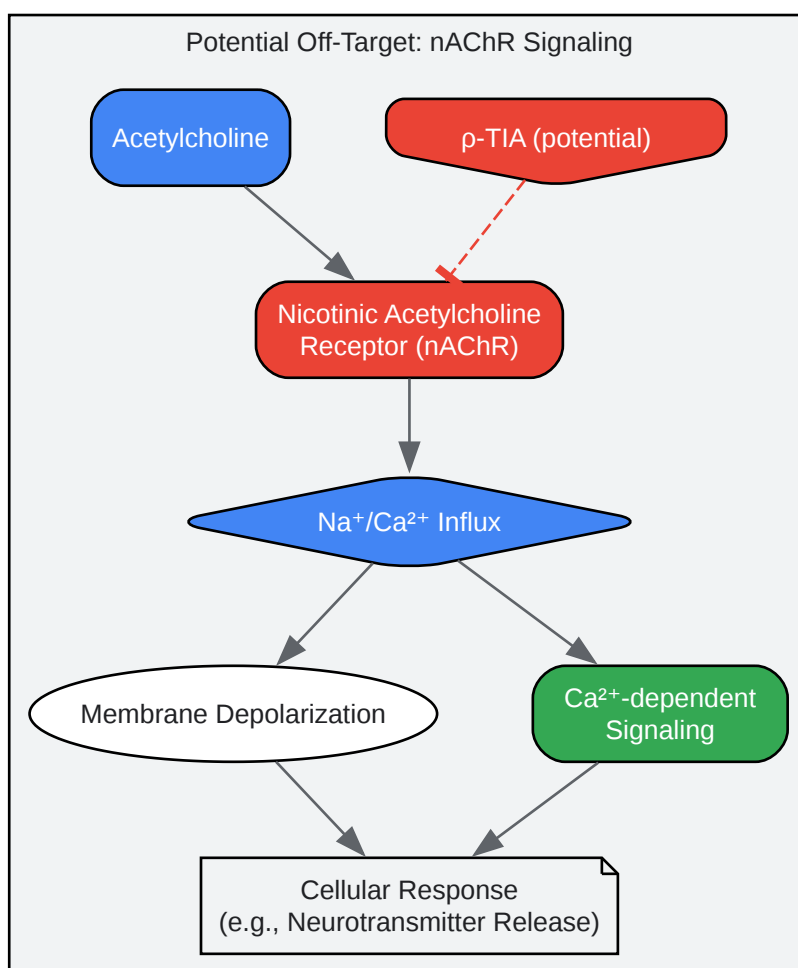 Potential Off-Target: nAChR Signaling
Acetylcholine
ρ-TIA (potential)
Nicotinic Acetylcholine
Receptor (nAChR)
Na⁺/Ca²⁺ Influx
Membrane Depolarization
Ca²⁺-dependent
Signaling
Cellular Response
(e.g., Neurotransmitter Release)